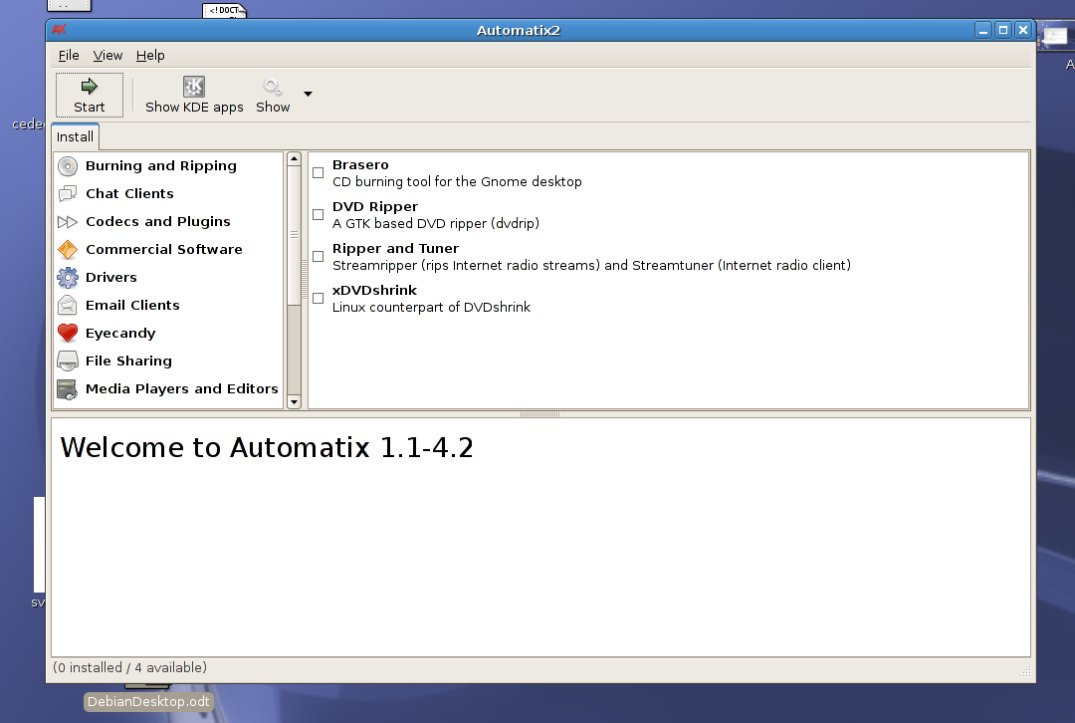 <!DOCT
Automatix2
File View Help
Start
Show KDE apps
Show
Install
Burning and Ripping
Chat Clients
Codecs and Plugins
Commercial Software
Drivers
Email Clients
Eyecandy
File Sharing
Media Players and Editors
Brasero
CD burning tool for the Gnome desktop
DVD Ripper
A GTK based DVD ripper (dvdrip)
Ripper and Tuner
Streamripper (rips Internet radio streams) and Streamtuner (Internet radio client)
xDVDshrink
Linux counterpart of DVDshrink
Welcome to Automatix 1.1-4.2
(0 installed / 4 available)
DebianDesktop.odt